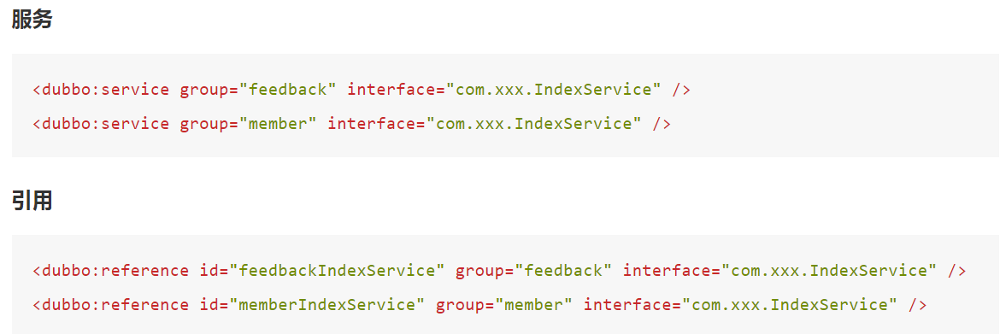 服务
<dubbo:service group="feedback" interface="com.xxx.IndexService" />
<dubbo:service group="member" interface="com.xxx.IndexService" />
引用
<dubbo:reference id="feedbackIndexService" group="feedback" interface="com.xxx.IndexService" />
<dubbo:reference id="memberIndexService" group="member" interface="com.xxx.IndexService" />